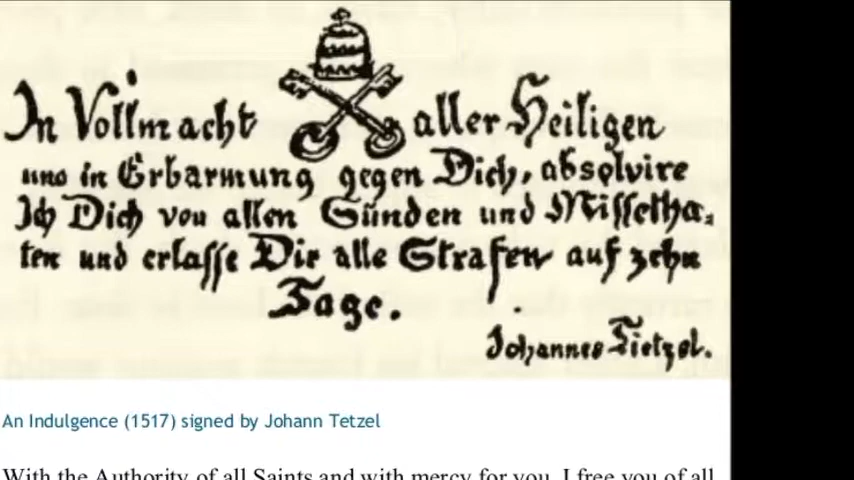 In Vollmacht aller Heiligen
und in Erbarmung gegen Dich, absolvire
Ich Dich von allen Sünden und Missetha⸗
ten und erlasse Dir alle Strafen auf zehn
Tage.
Johannes Tietzel.
An Indulgence (1517) signed by Johann Tetzel
With the Authority of all Saints and with mercy for you, I free you of all